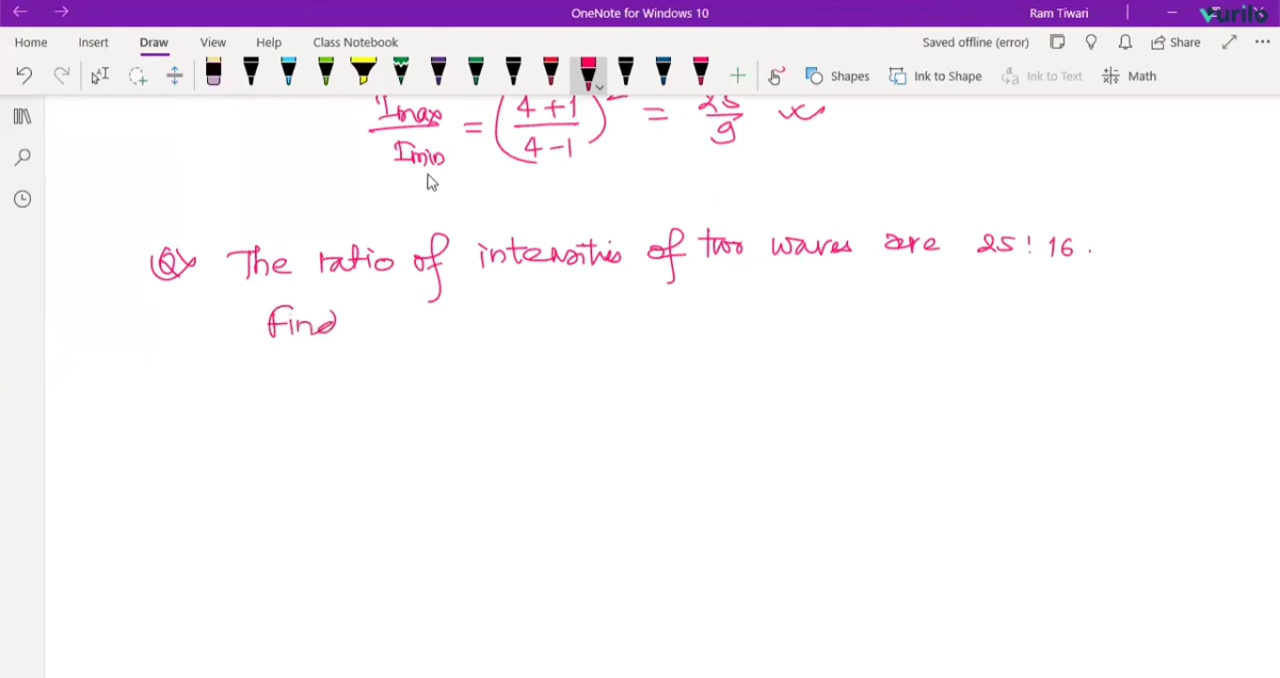 OneNote for Windows 10
Ram Tiwari
Vurilo
Home Insert Draw View Help Class Notebook
Saved offline (error) Share
Shapes Ink to Shape Ink to Text Math
Imax/Imin = (4+1/4-1)² = 25/9
Q The ratio of intensities of two waves are 25:16.
Find